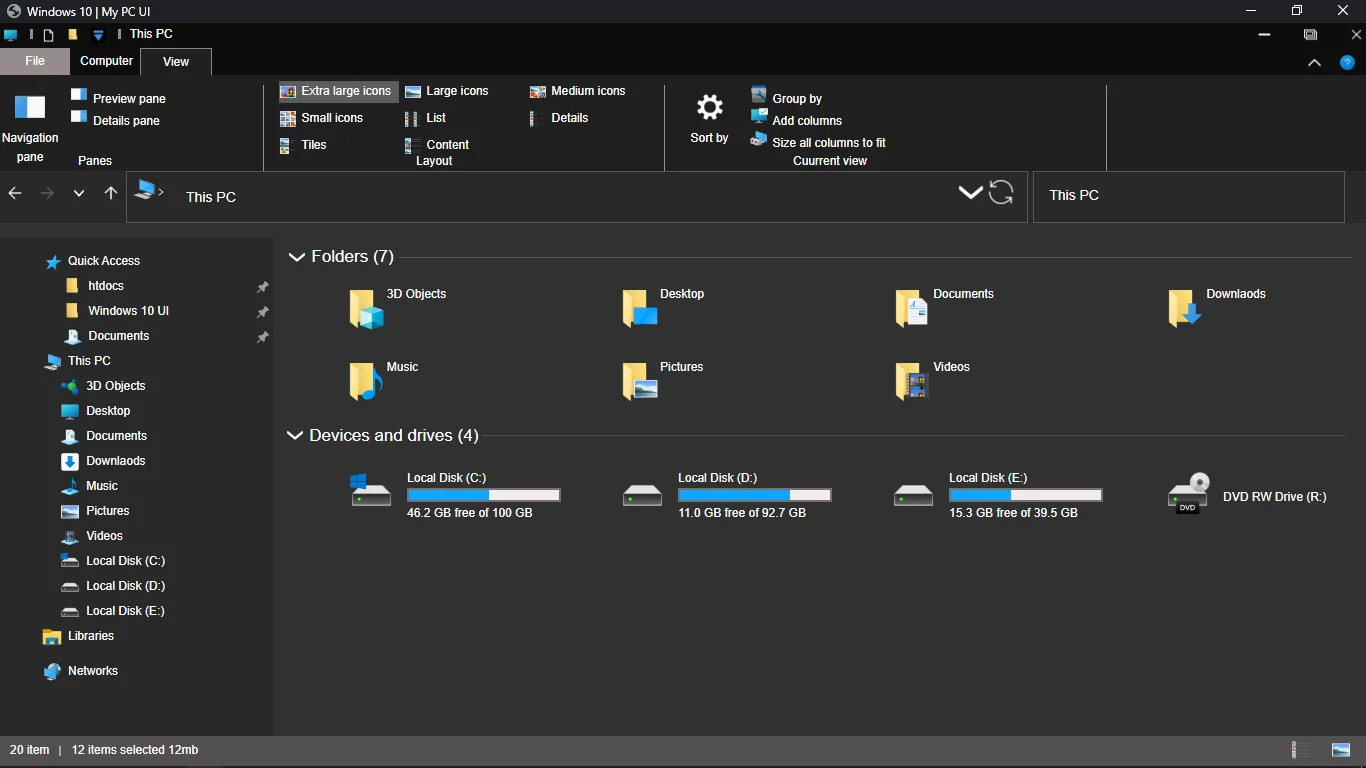 Windows 10 | My PC UI
This PC
File
Computer
View
Navigation
pane
Preview pane
Details pane
Panes
Extra large icons
Large icons
Medium icons
Small icons
List
Details
Tiles
Content
Layout
Sort by
Group by
Add columns
Size all columns to fit
Cuurrent view
This PC
This PC
Quick Access
htdocs
Windows 10 UI
Documents
This PC
3D Objects
Desktop
Documents
Downlaods
Music
Pictures
Videos
Local Disk (C:)
Local Disk (D:)
Local Disk (E:)
Libraries
Networks
Folders (7)
3D Objects
Desktop
Documents
Downlaods
Music
Pictures
Videos
Devices and drives (4)
Local Disk (C:)
46.2 GB free of 100 GB
Local Disk (D:)
11.0 GB free of 92.7 GB
Local Disk (E:)
15.3 GB free of 39.5 GB
DVD
DVD RW Drive (R:)
20 item | 12 items selected 12mb